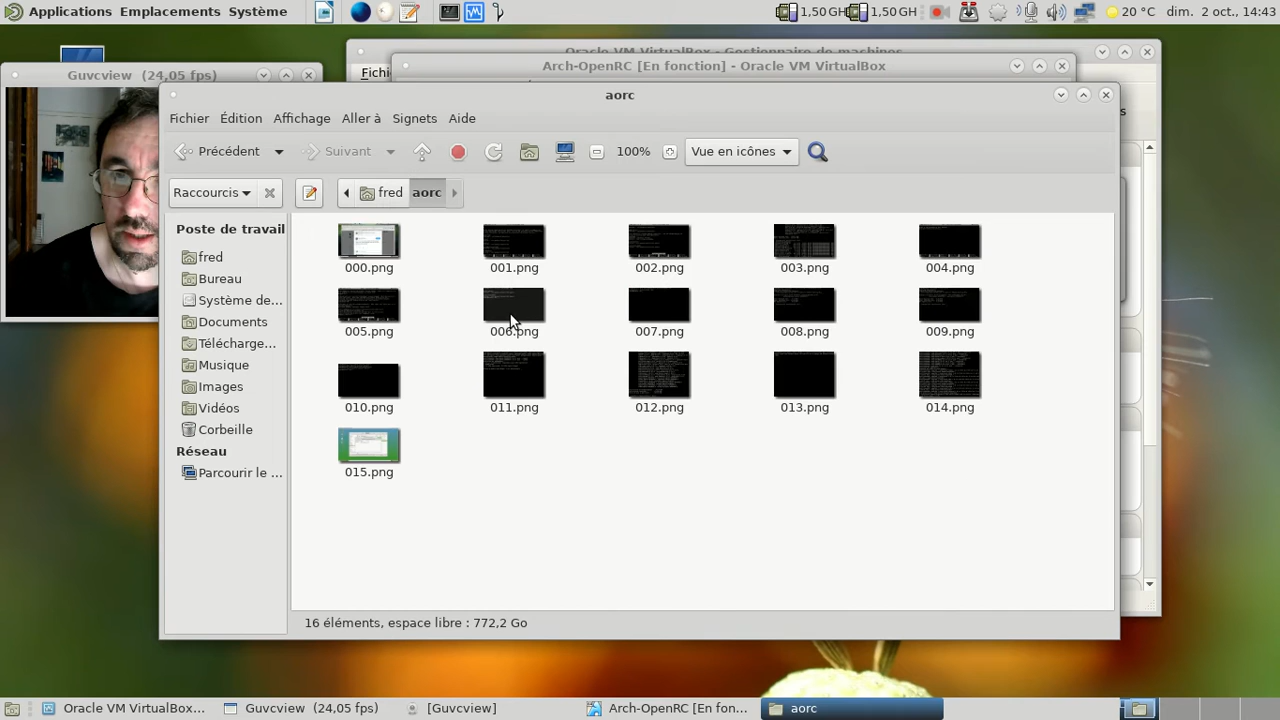 Applications Emplacements Système
1,50 GH 1,50 GH 20 °C dim. 2 oct., 14:43
Oracle VM VirtualBox - Gestionnaire de machines
Guvcview (24,05 fps)
Fichi
Arch-OpenRC [En fonction] - Oracle VM VirtualBox
aorc
Fichier Édition Affichage Aller à Signets Aide
Précédent Suivant 100% Vue en icônes
Raccourcis fred aorc
Poste de travail
fred
Bureau
Système de...
Documents
Télécharge...
Musique
Images
Vidéos
Corbeille
Réseau
Parcourir le ...
000.png 001.png 002.png 003.png 004.png
005.png 006.png 007.png 008.png 009.png
010.png 011.png 012.png 013.png 014.png
015.png
16 éléments, espace libre : 772,2 Go
Oracle VM VirtualBox... Guvcview (24,05 fps) [Guvcview] Arch-OpenRC [En fon... aorc